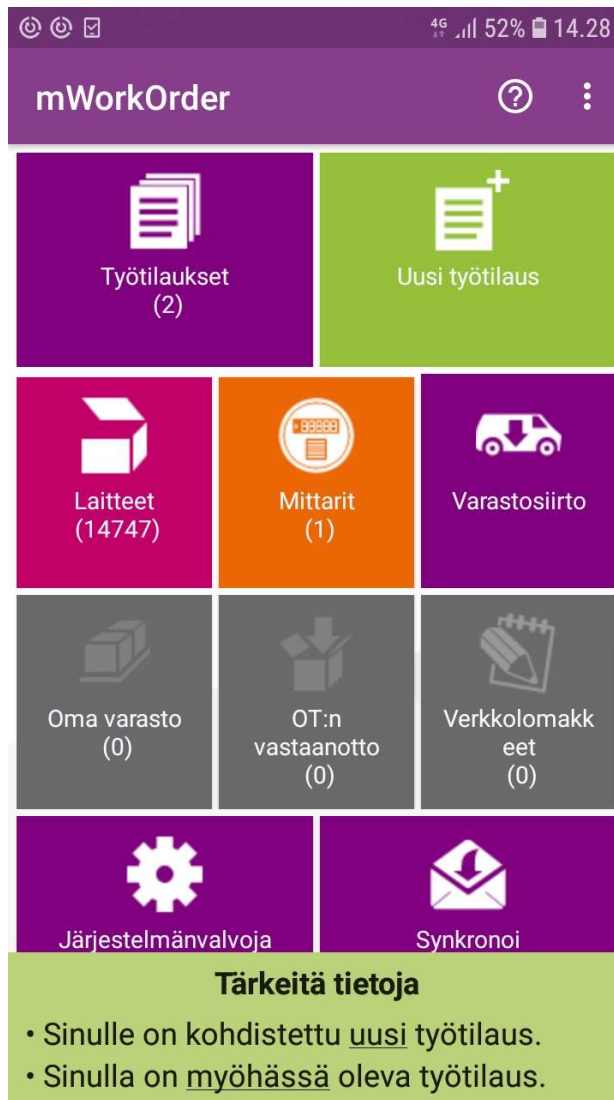 4G 52% 14.28
mWorkOrder
Työtilaukset
(2)
Uusi työtilaus
Laitteet
(14747)
Mittarit
(1)
Varastosiirto
Oma varasto
(0)
OT:n
vastaanotto
(0)
Verkkolomakk
eet
(0)
Järjestelmänvalvoja
Synkronoi
Tärkeitä tietoja
• Sinulle on kohdistettu uusi työtilaus.
• Sinulla on myöhässä oleva työtilaus.